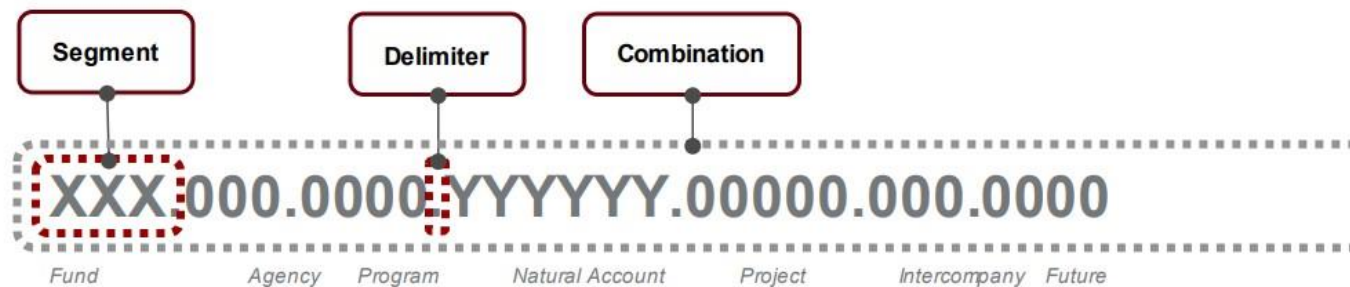 Segment Delimiter Combination
XXX.000.0000.YYYYYY.00000.000.0000
Fund Agency Program Natural Account Project Intercompany Future